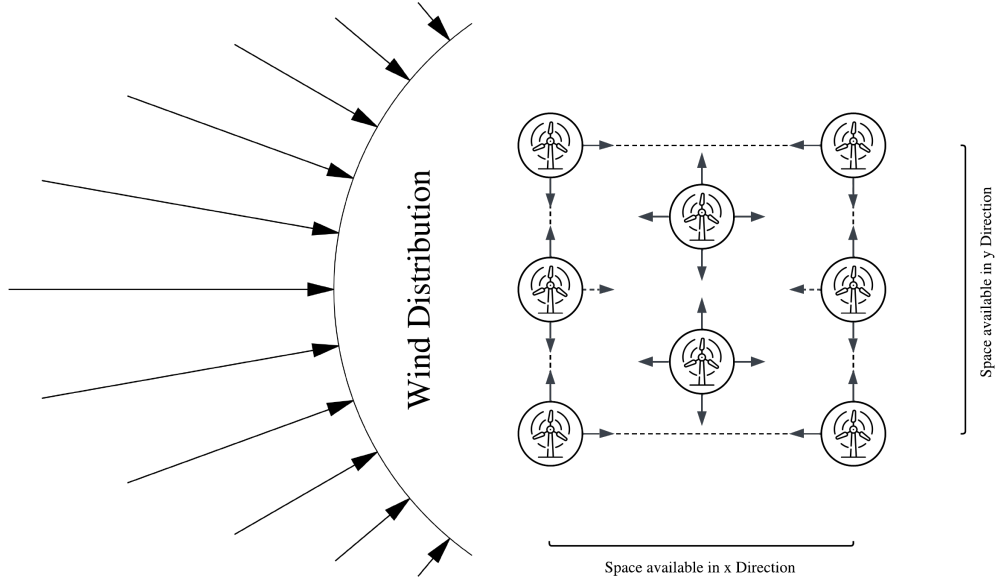 Wind Distribution
Space available in y Direction
Space available in x Direction